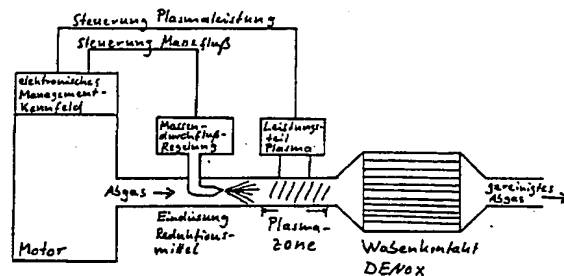 Steuerung Plasmaleistung
Steuerung Massfluß
elektronisches
Management-
Kennfeld
Massen-
durchfluß-
Regelung
Leistungs-
teil
Plasma
Abgas
gereinigtes
Abgas
Eindüsung
Reduktions-
mittel
Plasma-
zone
Motor
Wabenkontakt
DENOX